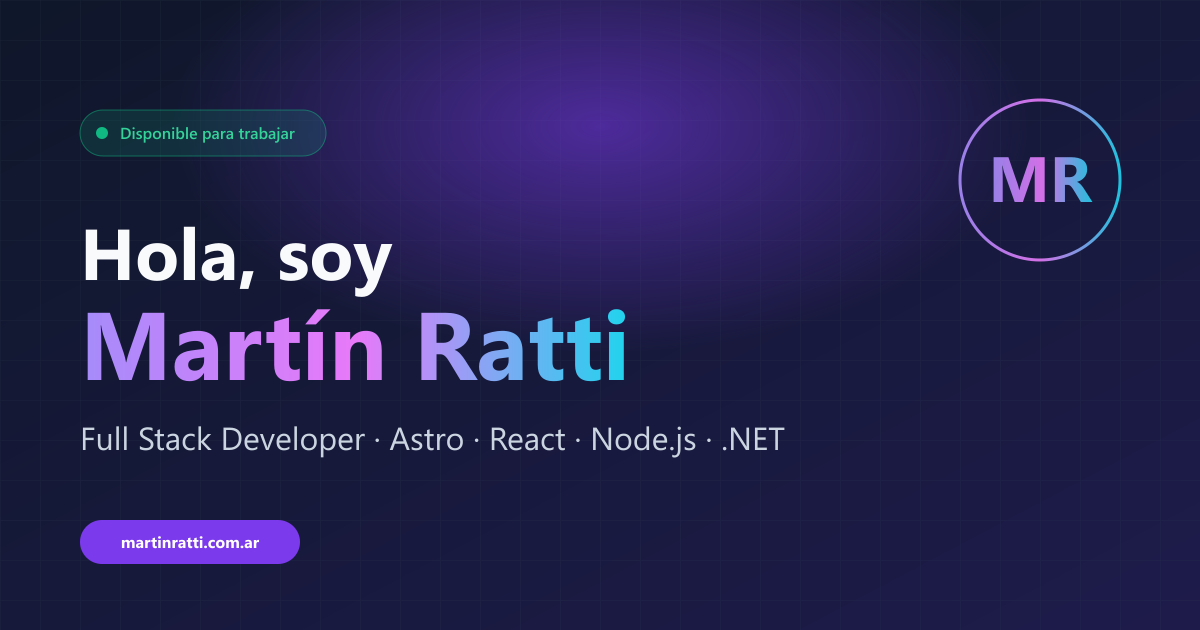 Disponible para trabajar
MR
Hola, soy
Martín Ratti
Full Stack Developer · Astro · React · Node.js · .NET
martinratti.com.ar